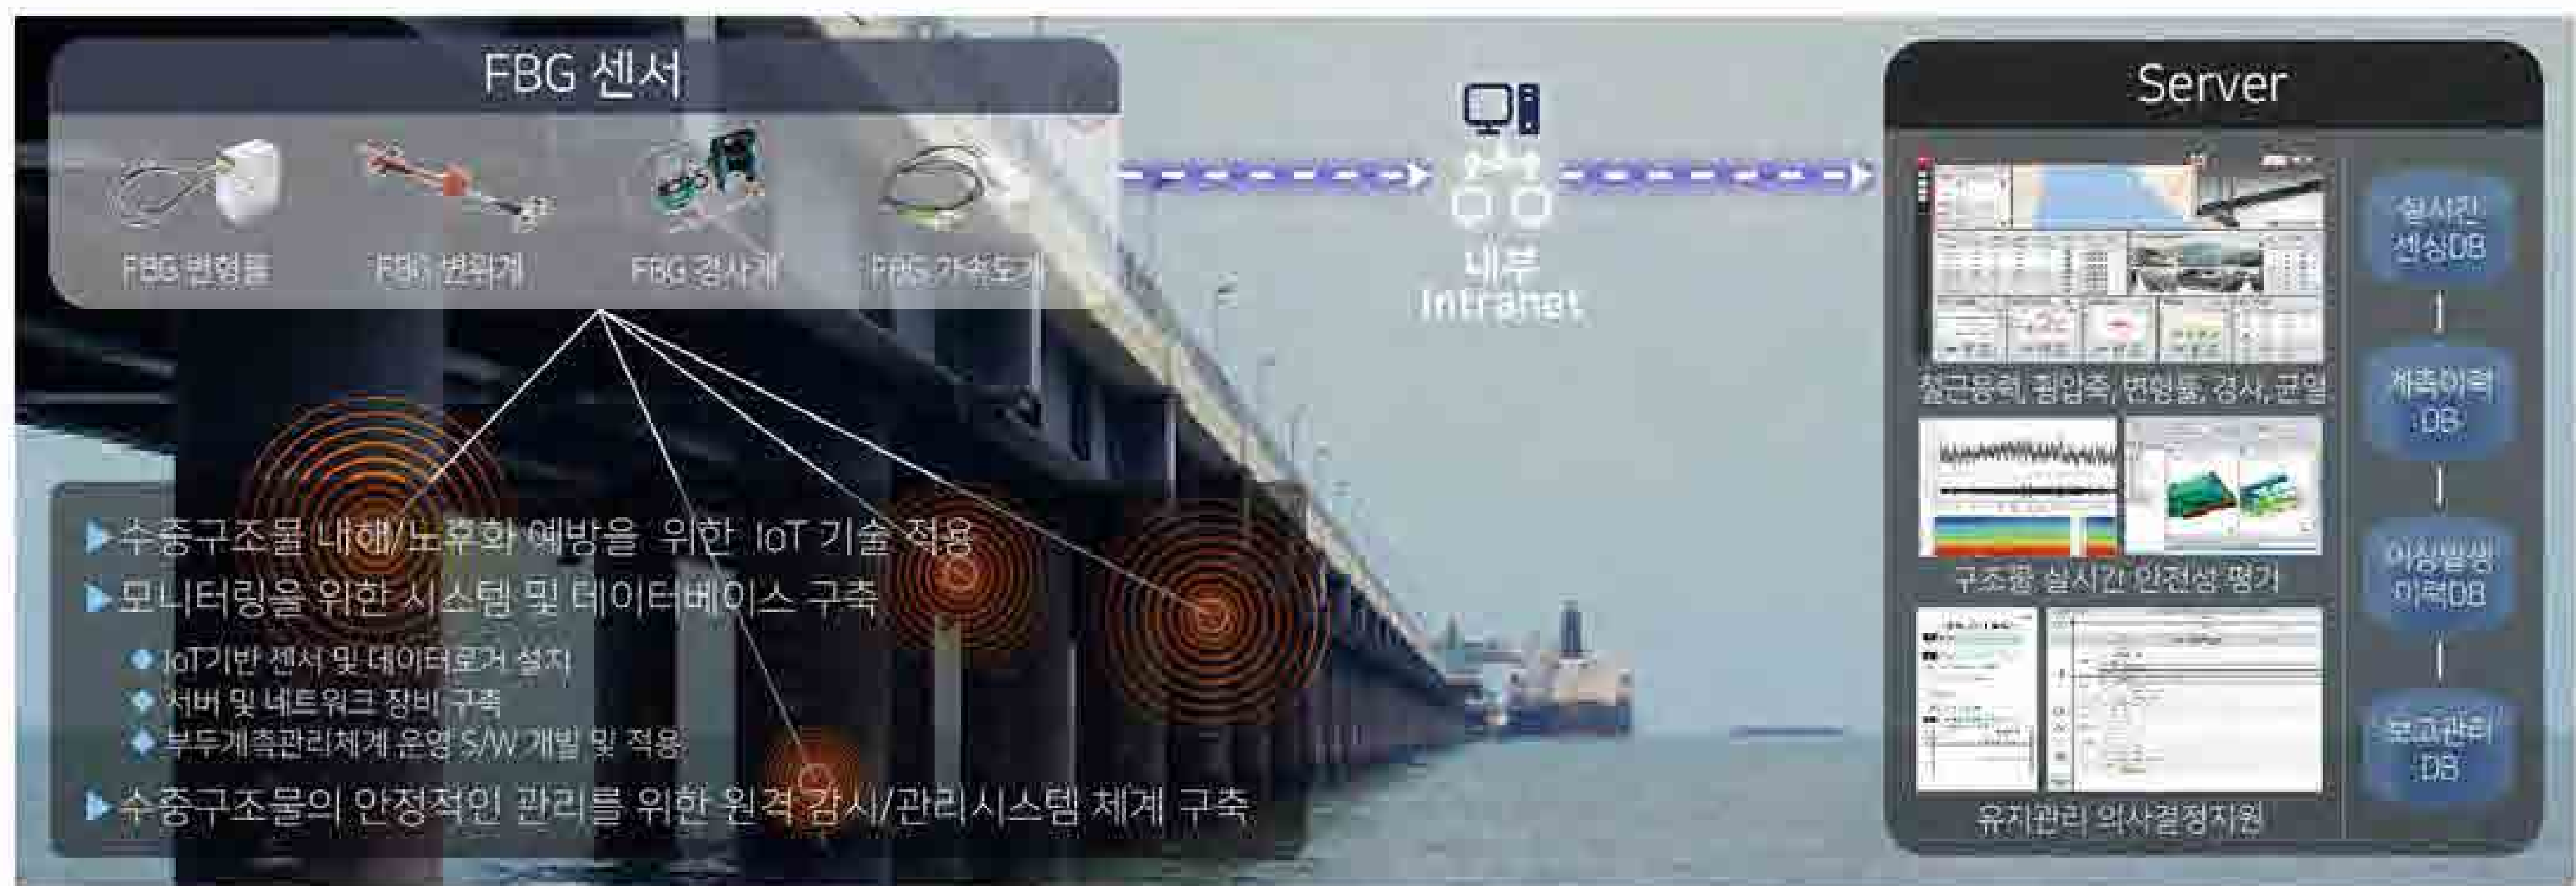 FBG 센서
FBG 변형률
FBG 변위계
FBG 경사계
FBG 가속도계
▶수중구조물 내해/노후화 예방을 위한 IoT 기술 적용
▶모니터링을 위한 시스템 및 데이터베이스 구축
◆IoT기반 센서 및 데이터로거 설치
◆서버 및 네트워크 장비 구축
◆부두계측관리체계 운영 S/W 개발 및 적용
▶수중구조물의 안정적인 관리를 위한 원격 감시/관리시스템 체계 구축
내부
Intranet
Server
철근응력, 휨압축, 변형률, 경사, 균열
구조물 실시간 안전성 평가
유지관리 의사결정지원
실시간
센싱DB
계측이력
DB
이상발생
이력DB
보고관리
DB